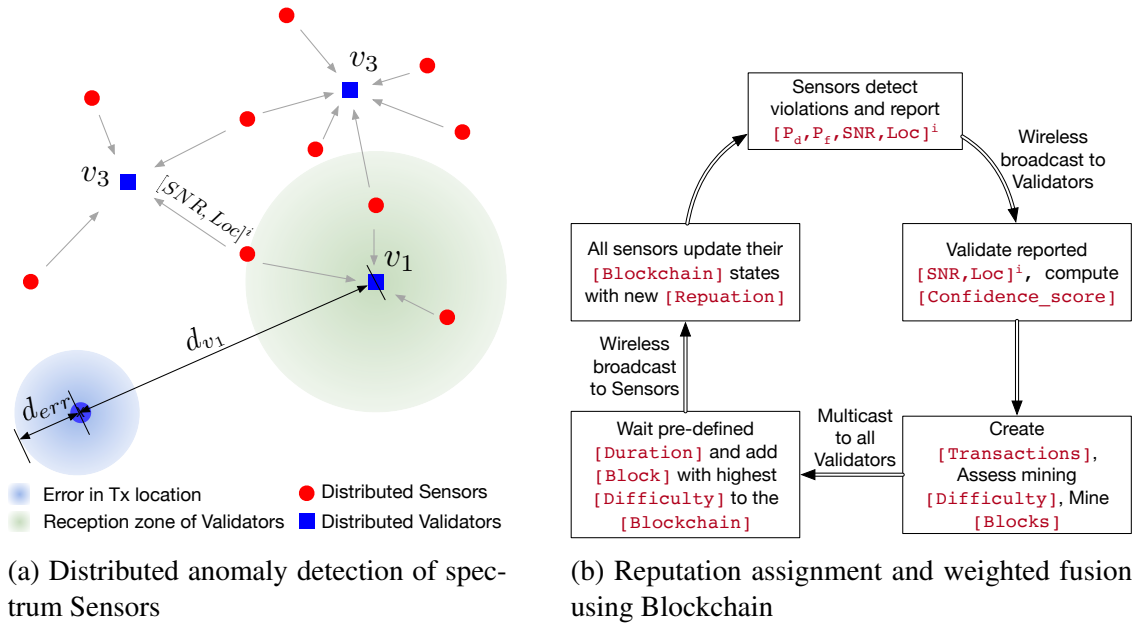 v3
v3
[SNR, Loc]^i
v1
d_v1
d_err
Error in Tx location
Distributed Sensors
Reception zone of Validators
Distributed Validators
(a) Distributed anomaly detection of spec-
trum Sensors
Sensors detect
violations and report
[Pd,Pf,SNR,Loc]^i
Wireless
broadcast to
Validators
Validate reported
[SNR,Loc]^i, compute
[Confidence_score]
Create
[Transactions],
Assess mining
[Difficulty], Mine
[Blocks]
Multicast
to all
Validators
Wait pre-defined
[Duration] and add
[Block] with highest
[Difficulty] to the
[Blockchain]
Wireless
broadcast
to Sensors
All sensors update their
[Blockchain] states
with new [Repuation]
(b) Reputation assignment and weighted fusion
using Blockchain